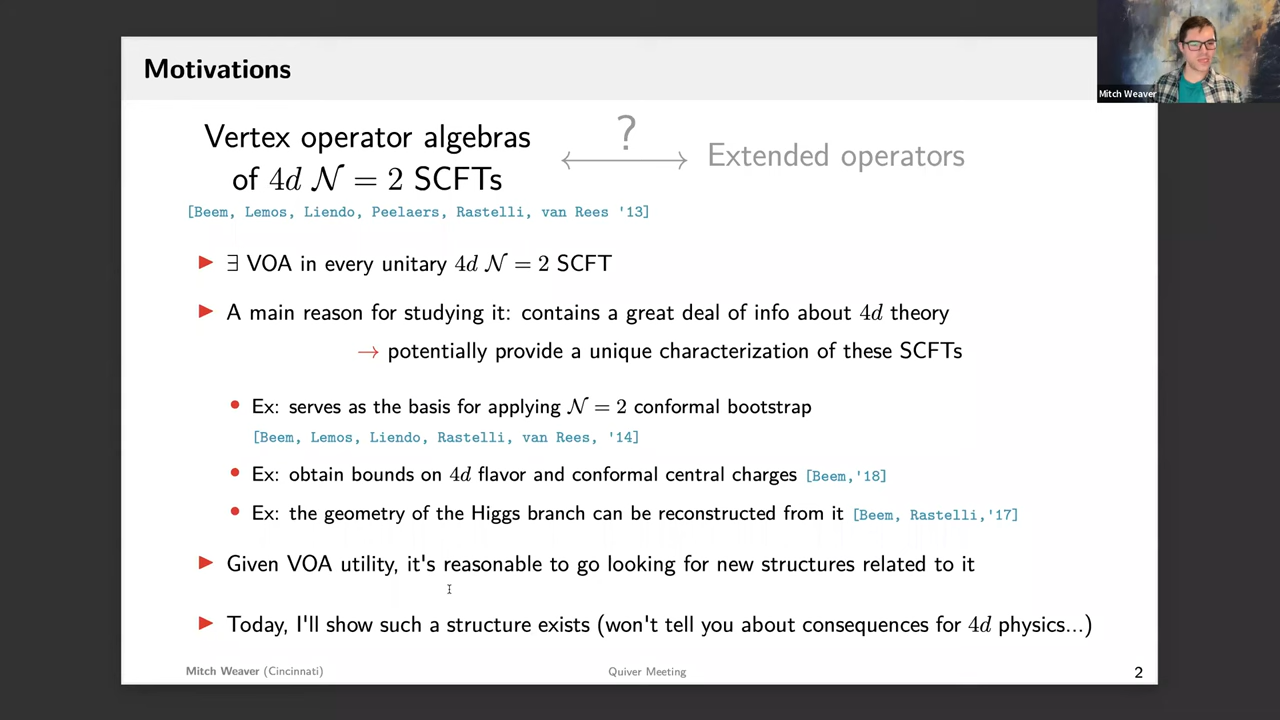 Motivations
Mitch Weaver
Vertex operator algebras
of 4d 𝒩 = 2 SCFTs
?
Extended operators
[Beem, Lemos, Liendo, Peelaers, Rastelli, van Rees '13]
∃ VOA in every unitary 4d 𝒩 = 2 SCFT
A main reason for studying it: contains a great deal of info about 4d theory
→ potentially provide a unique characterization of these SCFTs
Ex: serves as the basis for applying 𝒩 = 2 conformal bootstrap
[Beem, Lemos, Liendo, Rastelli, van Rees, '14]
Ex: obtain bounds on 4d flavor and conformal central charges [Beem,'18]
Ex: the geometry of the Higgs branch can be reconstructed from it [Beem, Rastelli,'17]
Given VOA utility, it's reasonable to go looking for new structures related to it
Today, I'll show such a structure exists (won't tell you about consequences for 4d physics...)
Mitch Weaver (Cincinnati)
Quiver Meeting
2